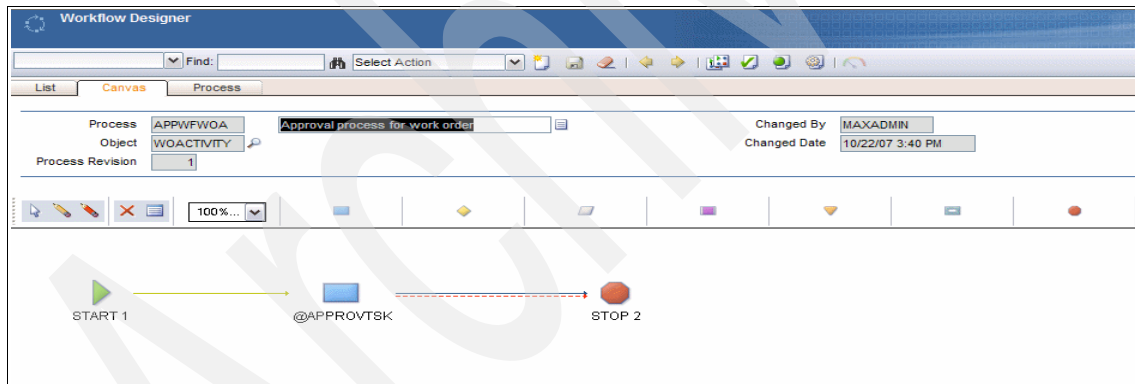 Workflow Designer
Find: Select Action
List Canvas Process
Process APPWFWOA Approval process for work order Changed By MAXADMIN
Object WOACTIVITY Changed Date 10/22/07 3:40 PM
Process Revision 1
100%...
START 1 @APPROVTSK STOP 2
Archiv